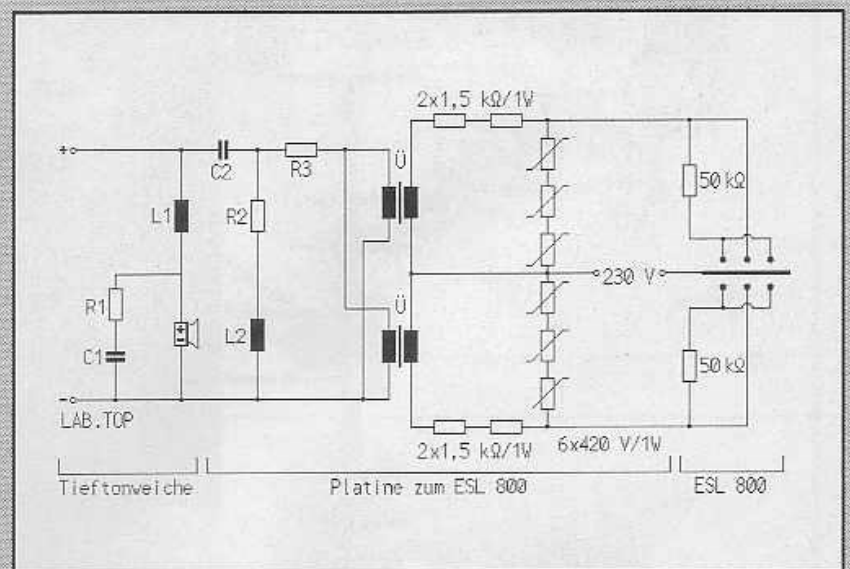 2x1,5 kΩ/1W
+
C2
R3
Ü
50 kΩ
L1
R2
230 V
R1
Ü
L2
C1
50 kΩ
-
LAB.TOP
2x1,5 kΩ/1W
6x420 V/1W
Tieftonweiche
Platine zum ESL 800
ESL 800